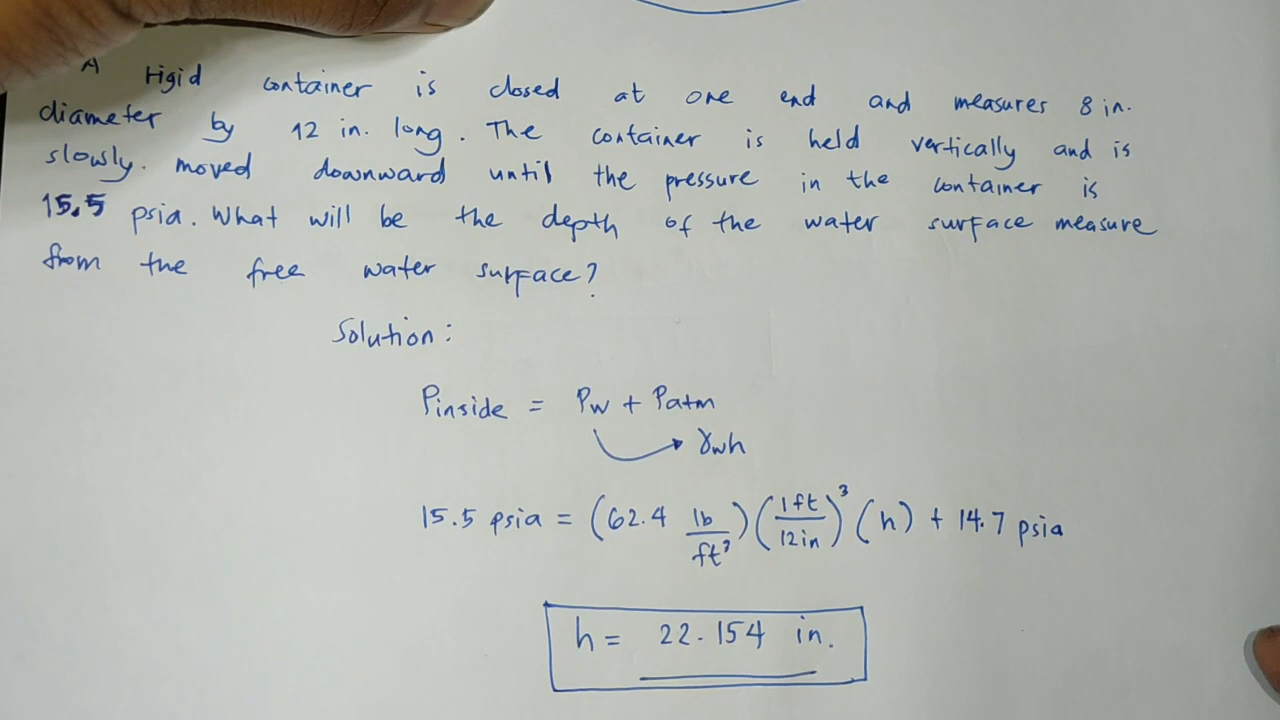 A rigid container is closed at one end and measures 8 in.
diameter by 12 in. long. The container is held vertically and is
slowly. moved downward until the pressure in the container is
15.5 psia. What will be the depth of the water surface measure
from the free water surface?
Solution:
Pinside = Pw + Patm
γwh
15.5 psia = (62.4 lb/ft³)(1ft/12in)³(h) + 14.7 psia
h = 22.154 in.